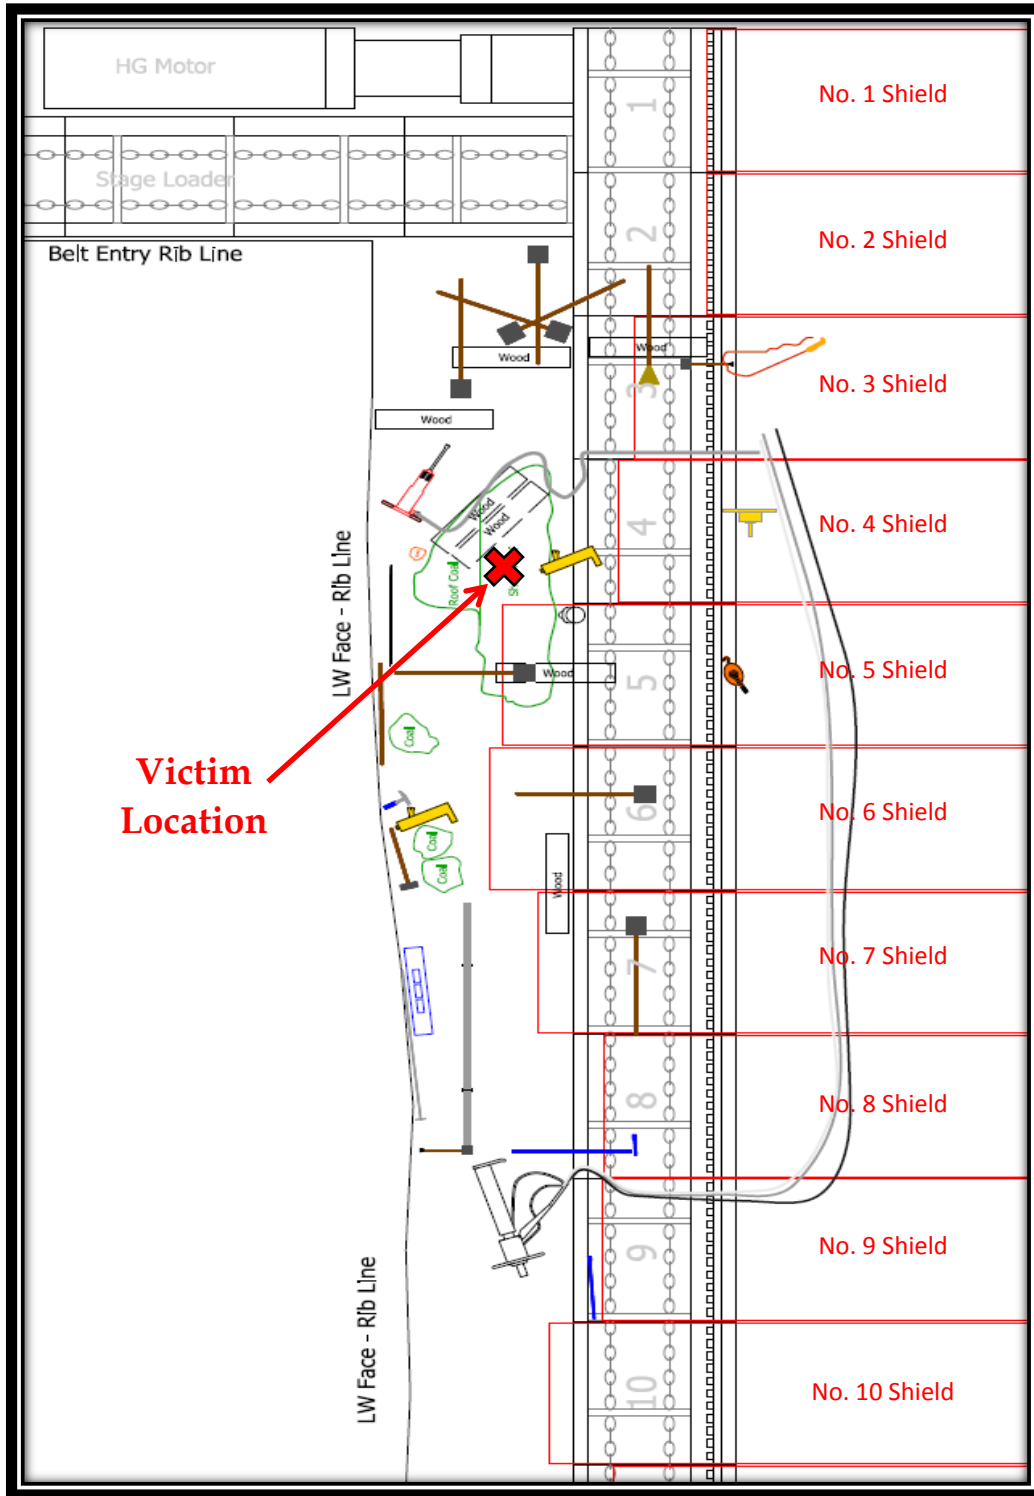 HG Motor
Stage Loader
Belt Entry Rib Line
1
No. 1 Shield
2
No. 2 Shield
Wood
Wood
3
No. 3 Shield
Wood
Wood
Wood
4
No. 4 Shield
LW Face - Rib Line
Roof Coal
Wood
5
No. 5 Shield
Coal
Victim
Location
6
No. 6 Shield
Coal
Coal
Wood
7
No. 7 Shield
8
No. 8 Shield
9
No. 9 Shield
LW Face - Rib Line
10
No. 10 Shield